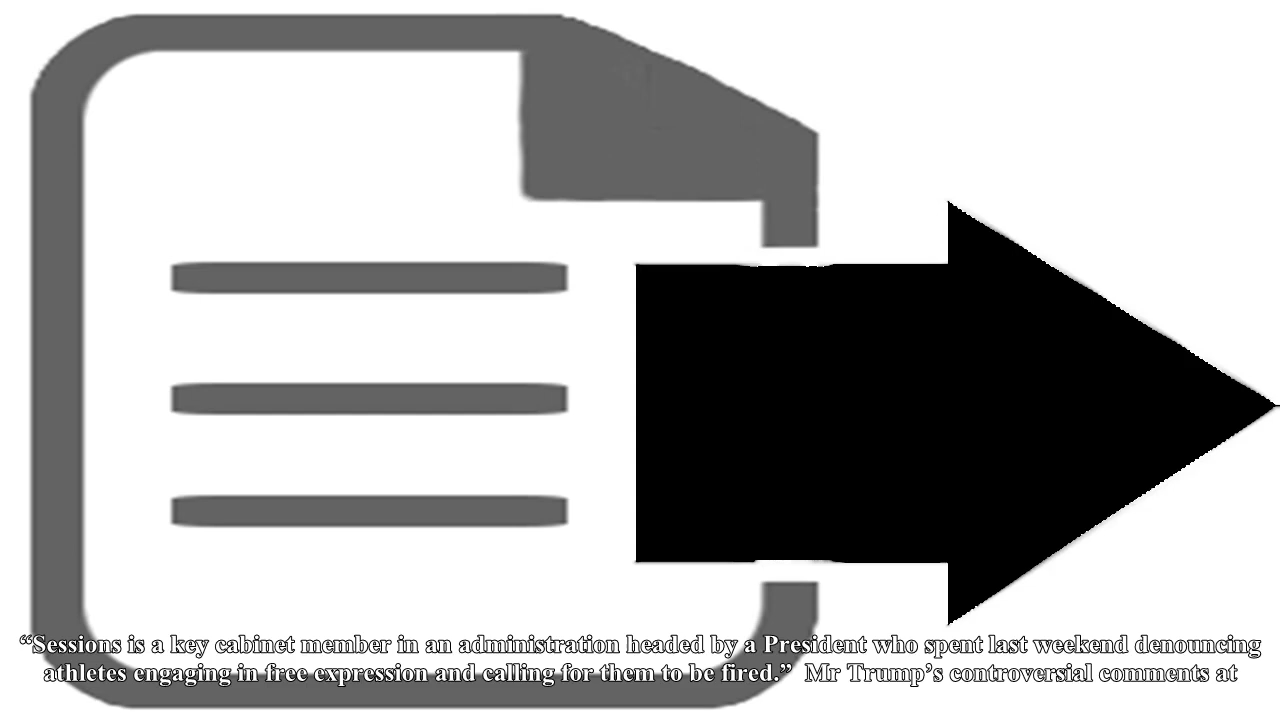 “Sessions is a key cabinet member in an administration headed by a President who spent last weekend denouncing
athletes engaging in free expression and calling for them to be fired.”  Mr Trump’s controversial comments at